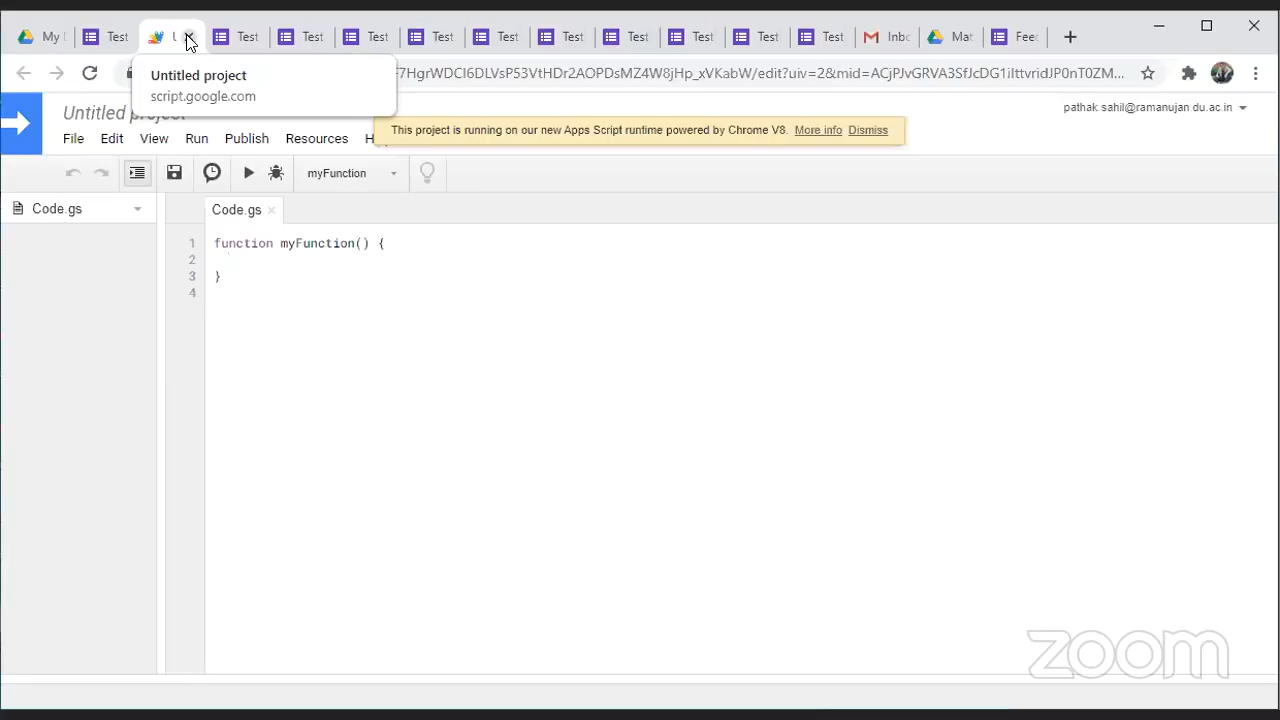 My
Test
Test
Test
Test
Test
Test
Test
Test
Test
Test
Inbo
Mat
Feed
Untitled project
script.google.com
F7HgrWDCI6DLVsP53VtHDr2AOPDsMZ4W8jHp_xVKabW/edit?uiv=2&mid=ACjPJvGRVA3SfJcDG1iIttvridJP0nT0ZM...
Untitled project
pathak.sahil@ramanujan.du.ac.in
File Edit View Run Publish Resources H
This project is running on our new Apps Script runtime powered by Chrome V8. More info Dismiss
myFunction
Code.gs
Code.gs
1 function myFunction() {
2
3 }
4
zoom